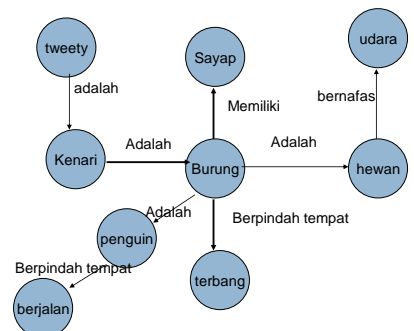 tweety
udara
Sayap
adalah
bernafas
Memiliki
Adalah
Adalah
Kenari
Burung
hewan
Adalah
Berpindah tempat
penguin
Berpindah tempat
terbang
berjalan